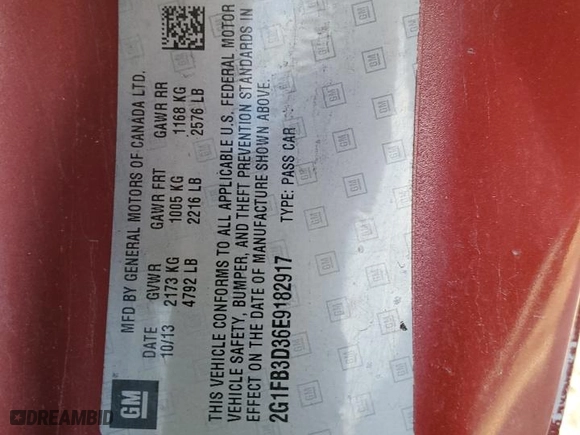 GM
MFD BY GENERAL MOTORS OF CANADA LTD.
DATE GVWR GAWR FRT GAWR RR
10/13 2173 KG 1005 KG 1168 KG
4792 LB 2216 LB 2576 LB
THIS VEHICLE CONFORMS TO ALL APPLICABLE U.S. FEDERAL MOTOR
VEHICLE SAFETY, BUMPER, AND THEFT PREVENTION STANDARDS IN
EFFECT ON THE DATE OF MANUFACTURE SHOWN ABOVE.
2G1FB3D36E9182917 TYPE: PASS CAR
DREAMBID